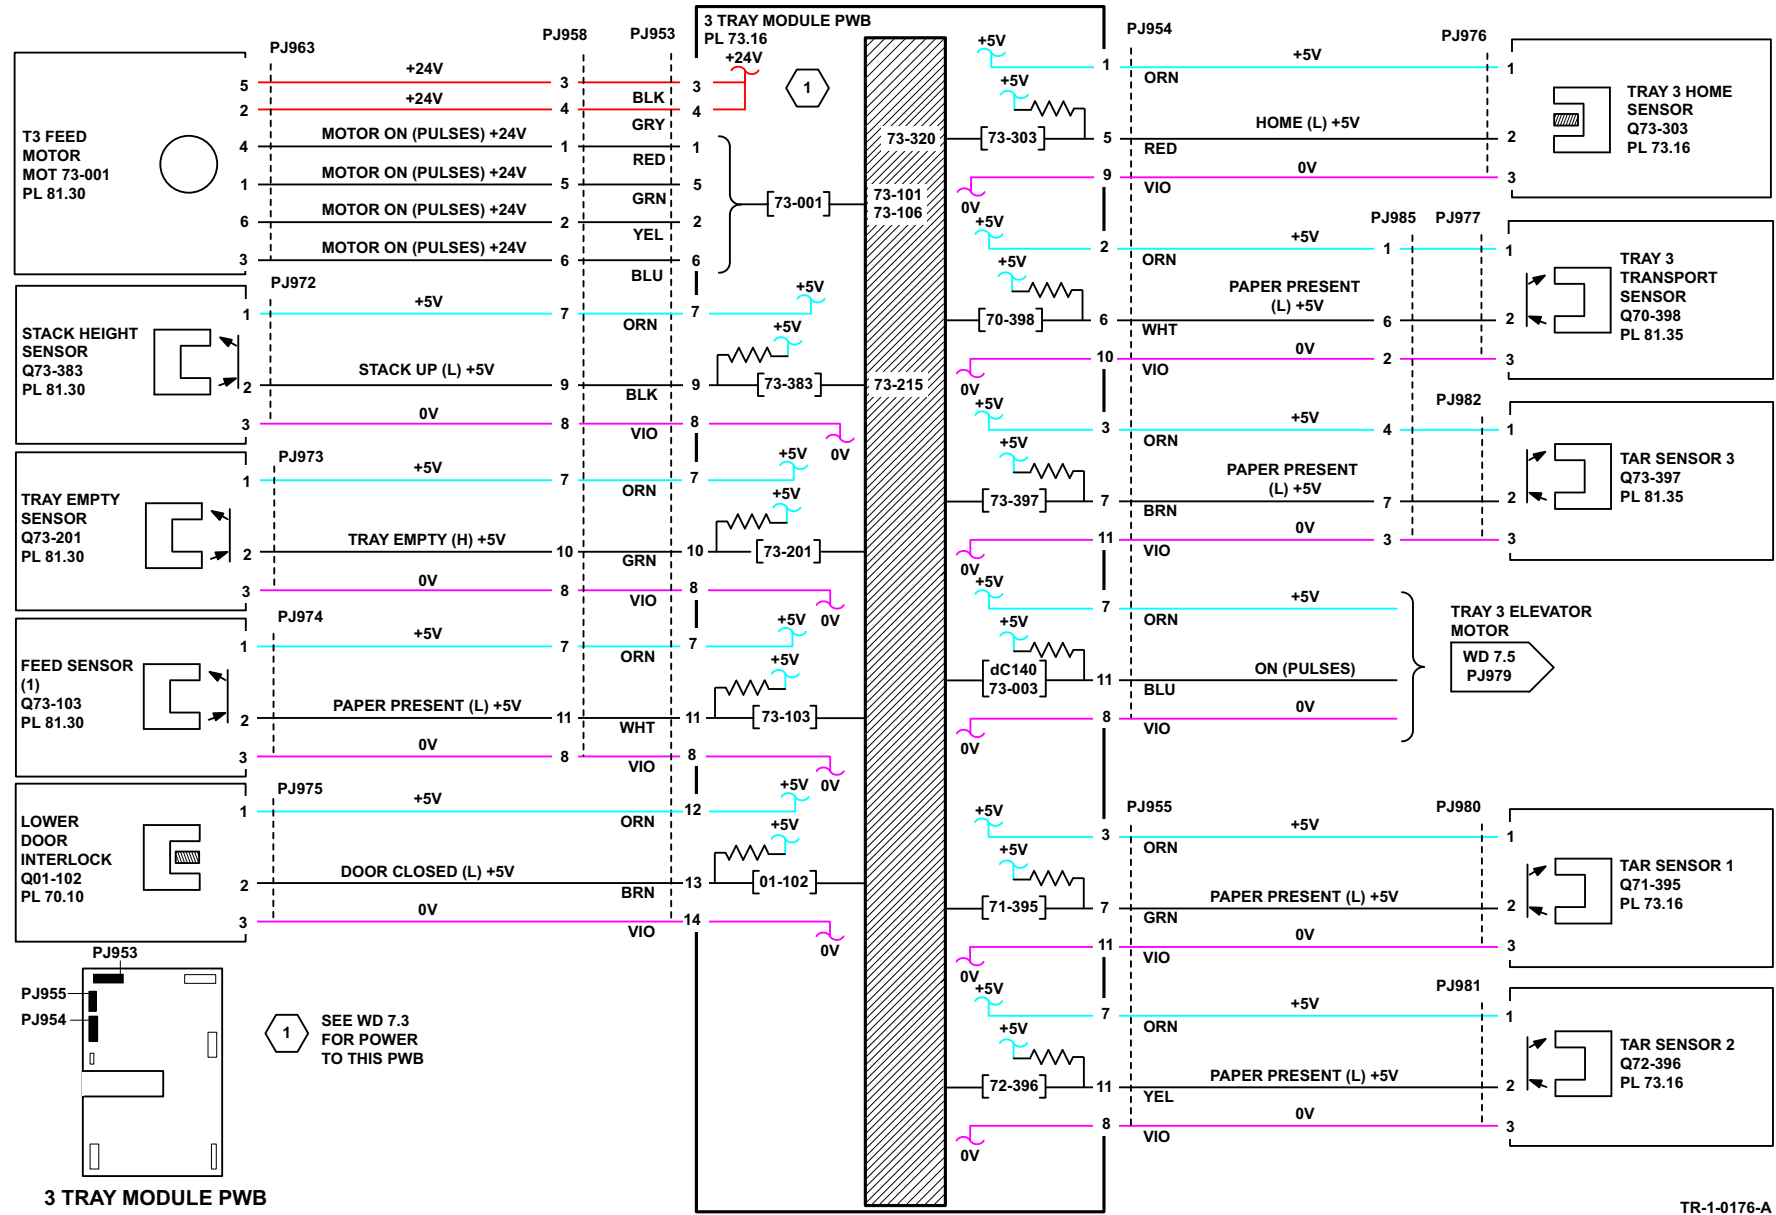 3 TRAY MODULE PWB
PL 73.16
1
PJ963
PJ958
PJ953
T3 FEED
MOTOR
MOT 73-001
PL 81.30
5 +24V 3 BLK 3 +24V
2 +24V 4 GRY 4
4 MOTOR ON (PULSES) +24V 1 RED 1
1 MOTOR ON (PULSES) +24V 5 GRN 5
6 MOTOR ON (PULSES) +24V 2 YEL 2
3 MOTOR ON (PULSES) +24V 6 BLU 6
73-001
73-101
73-106
PJ972
STACK HEIGHT
SENSOR
Q73-383
PL 81.30
1 +5V 7 ORN 7 +5V
+5V
2 STACK UP (L) +5V 9 BLK 9 73-383 73-215
3 0V 8 VIO 8 0V
PJ973
TRAY EMPTY
SENSOR
Q73-201
PL 81.30
1 +5V 7 ORN 7 +5V
+5V
2 TRAY EMPTY (H) +5V 10 GRN 10 73-201
3 0V 8 VIO 8 0V
PJ974
FEED SENSOR
(1)
Q73-103
PL 81.30
1 +5V 7 ORN 7 +5V
+5V
2 PAPER PRESENT (L) +5V 11 WHT 11 73-103
3 0V 8 VIO 8 0V
PJ975
LOWER
DOOR
INTERLOCK
Q01-102
PL 70.10
1 +5V ORN 12 +5V
+5V
2 DOOR CLOSED (L) +5V BRN 13 01-102
3 0V VIO 14 0V
PJ953
PJ955
PJ954
3 TRAY MODULE PWB
1
SEE WD 7.3
FOR POWER
TO THIS PWB
PJ954
PJ976
+5V 1 ORN +5V 1
+5V
73-320 73-303 5 RED HOME (L) +5V 2
0V 9 VIO 0V 3
TRAY 3 HOME
SENSOR
Q73-303
PL 73.16
PJ985
PJ977
+5V 2 ORN +5V 1 1
+5V
70-398 6 WHT PAPER PRESENT
(L) +5V 6 2
0V 10 VIO 0V 2 3
TRAY 3
TRANSPORT
SENSOR
Q70-398
PL 81.35
PJ982
+5V 3 ORN +5V 4 1
+5V
73-397 7 BRN PAPER PRESENT
(L) +5V 7 2
0V 11 VIO 0V 3 3
TAR SENSOR 3
Q73-397
PL 81.35
+5V 7 ORN +5V
+5V
dC140
73-003 11 BLU ON (PULSES)
0V 8 VIO 0V
TRAY 3 ELEVATOR
MOTOR
WD 7.5
PJ979
PJ955
PJ980
+5V 3 ORN +5V 1
+5V
71-395 7 GRN PAPER PRESENT (L) +5V 2
0V 11 VIO 0V 3
TAR SENSOR 1
Q71-395
PL 73.16
PJ981
+5V 7 ORN +5V 1
+5V
72-396 11 YEL PAPER PRESENT (L) +5V 2
0V 8 VIO 0V 3
TAR SENSOR 2
Q72-396
PL 73.16
TR-1-0176-A